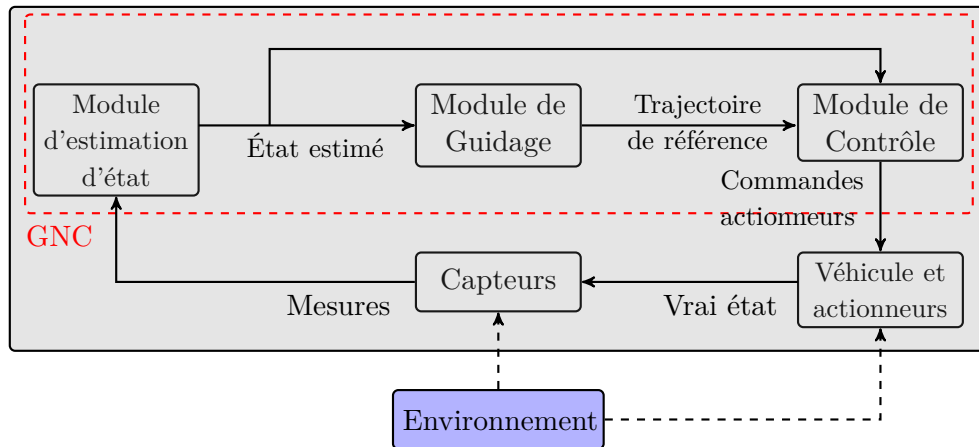 Module
d'estimation
d'état
État estimé
Module de
Guidage
Trajectoire
de référence
Module de
Contrôle
Commandes
actionneurs
GNC
Mesures
Capteurs
Vrai état
Véhicule et
actionneurs
Environnement